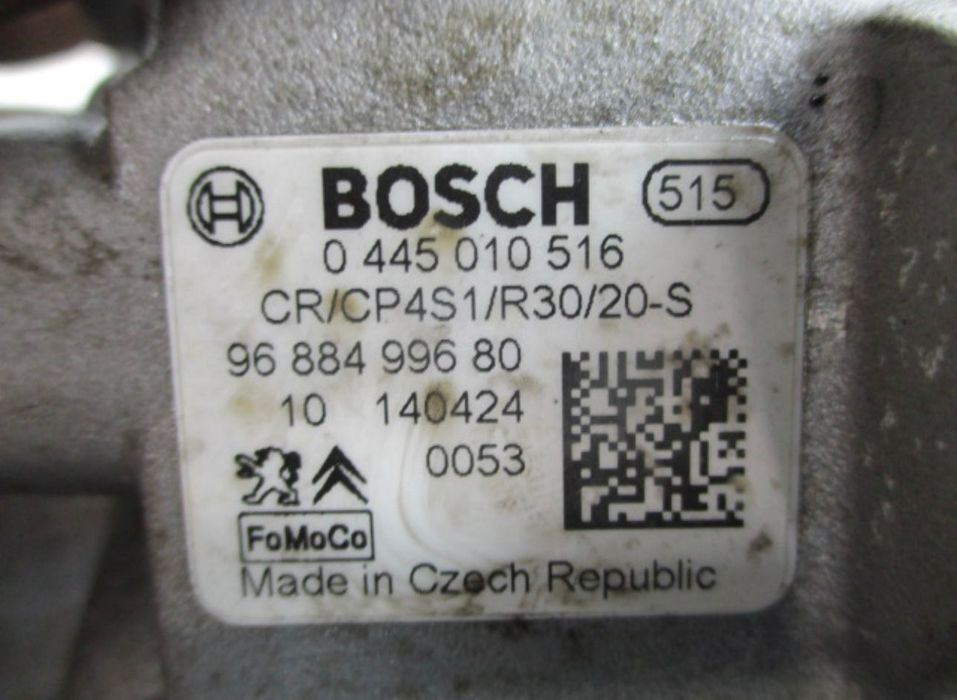 BOSCH 515
0 445 010 516
CR/CP4S1/R30/20-S
96 884 996 80
10 140424
0053
FoMoCo
Made in Czech Republic